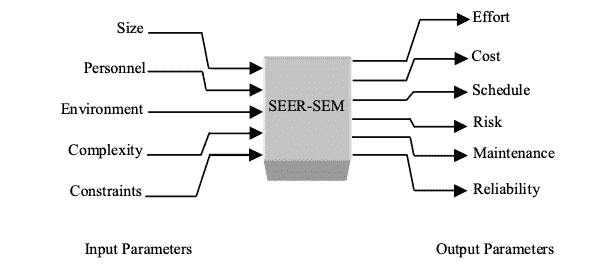 Size
Personnel
Environment
Complexity
Constraints
SEER-SEM
Effort
Cost
Schedule
Risk
Maintenance
Reliability
Input Parameters
Output Parameters